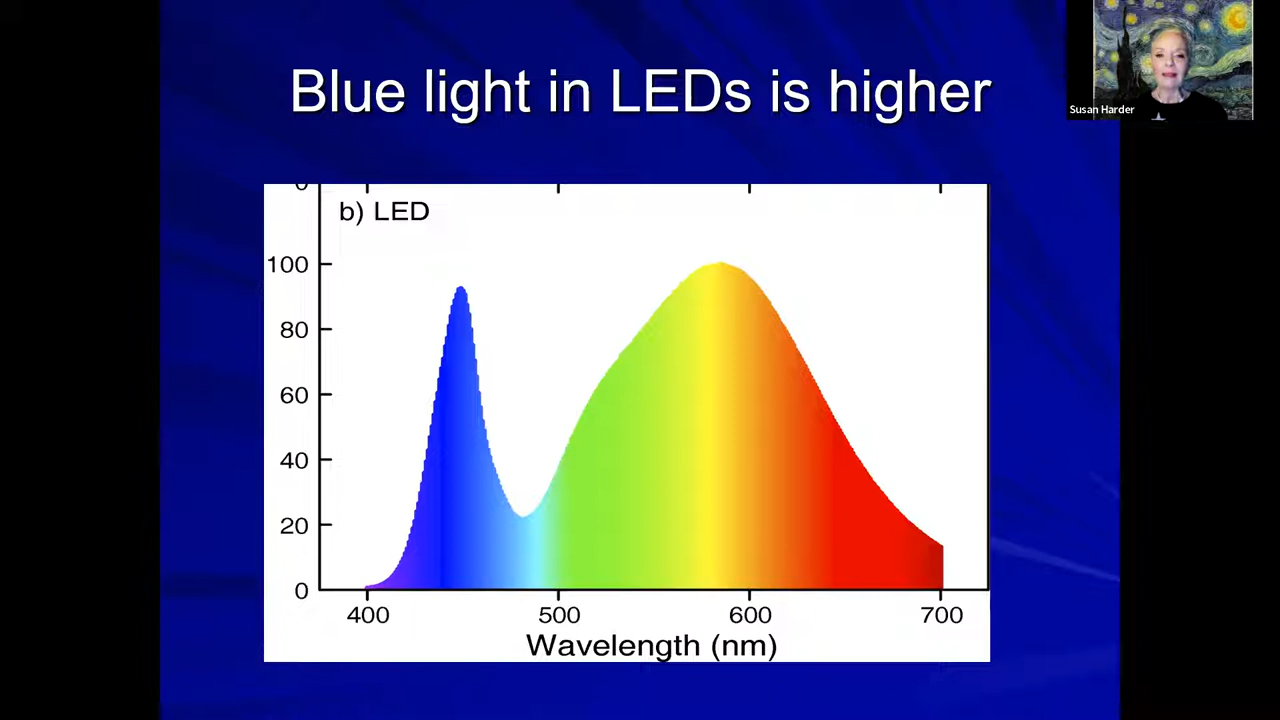 Blue light in LEDs is higher
Susan Harder
0
b) LED
100
80
60
40
20
0
400 500 600 700
Wavelength (nm)